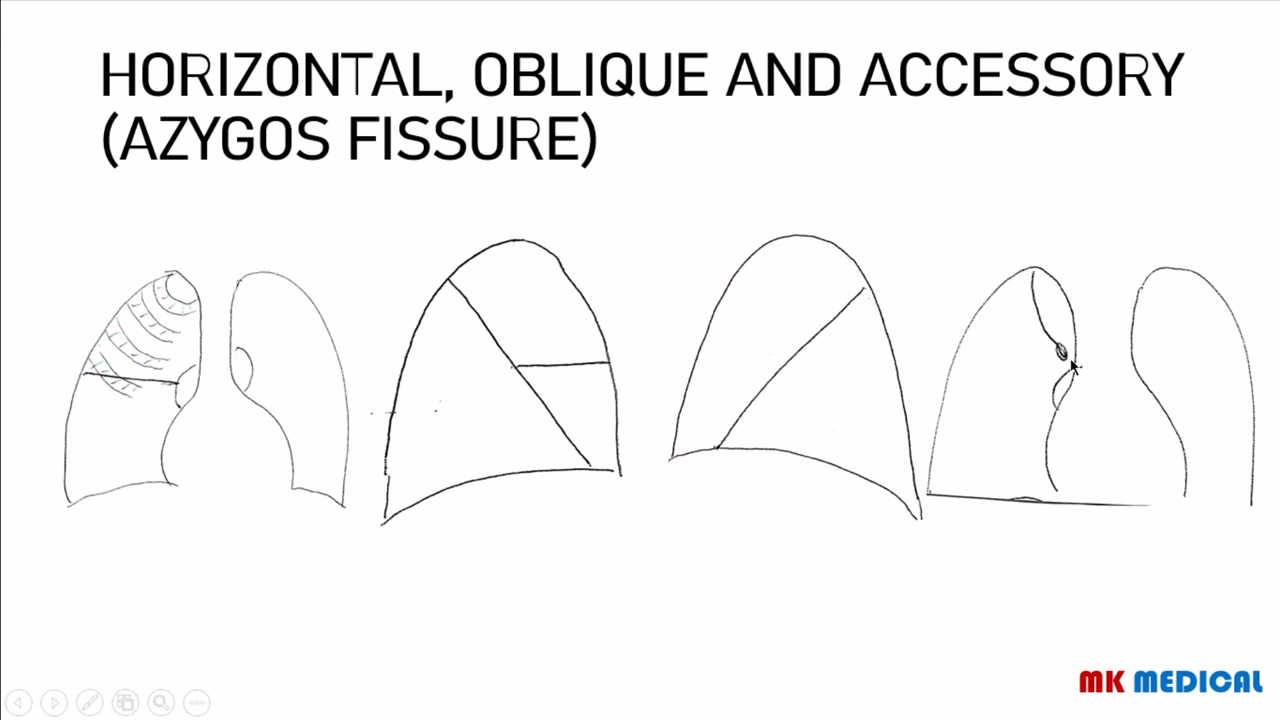 HORIZONTAL, OBLIQUE AND ACCESSORY
(AZYGOS FISSURE)
MK MEDICAL